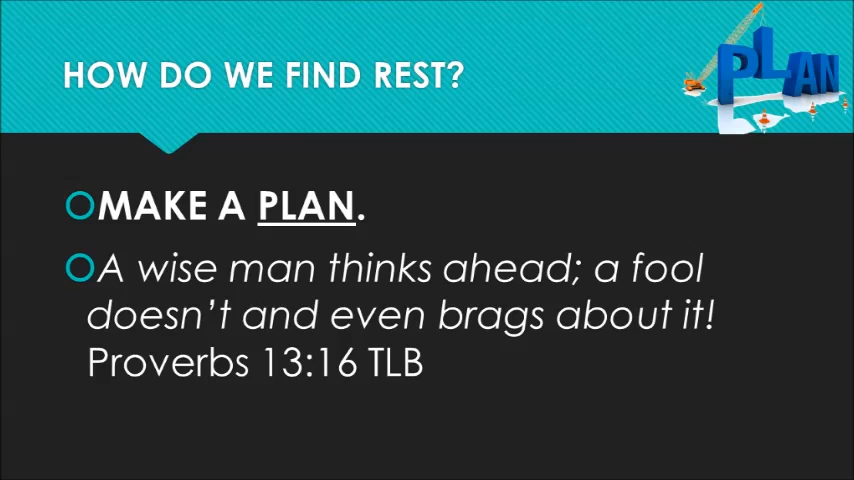 HOW DO WE FIND REST?
PLAN
MAKE A PLAN.
A wise man thinks ahead; a fool
doesn't and even brags about it!
Proverbs 13:16 TLB